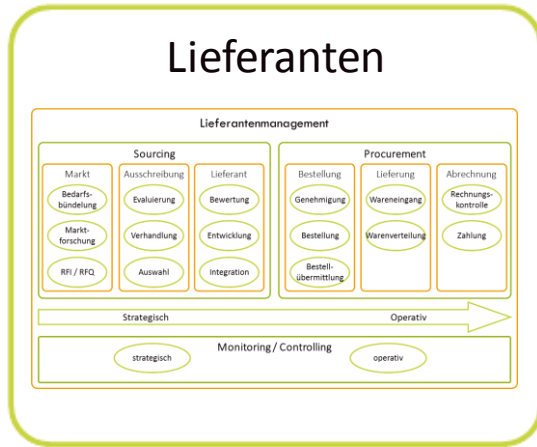 Lieferanten
Lieferantenmanagement
Sourcing
Procurement
Markt
Ausschreibung
Lieferant
Bestellung
Lieferung
Abrechnung
Bedarfs-
bündelung
Evaluierung
Bewertung
Genehmigung
Wareneingang
Rechnungs-
kontrolle
Markt-
forschung
Verhandlung
Entwicklung
Bestellung
Warenverteilung
Zahlung
RFI / RFQ
Auswahl
Integration
Bestell-
übermittlung
Strategisch
Operativ
Monitoring / Controlling
strategisch
operativ